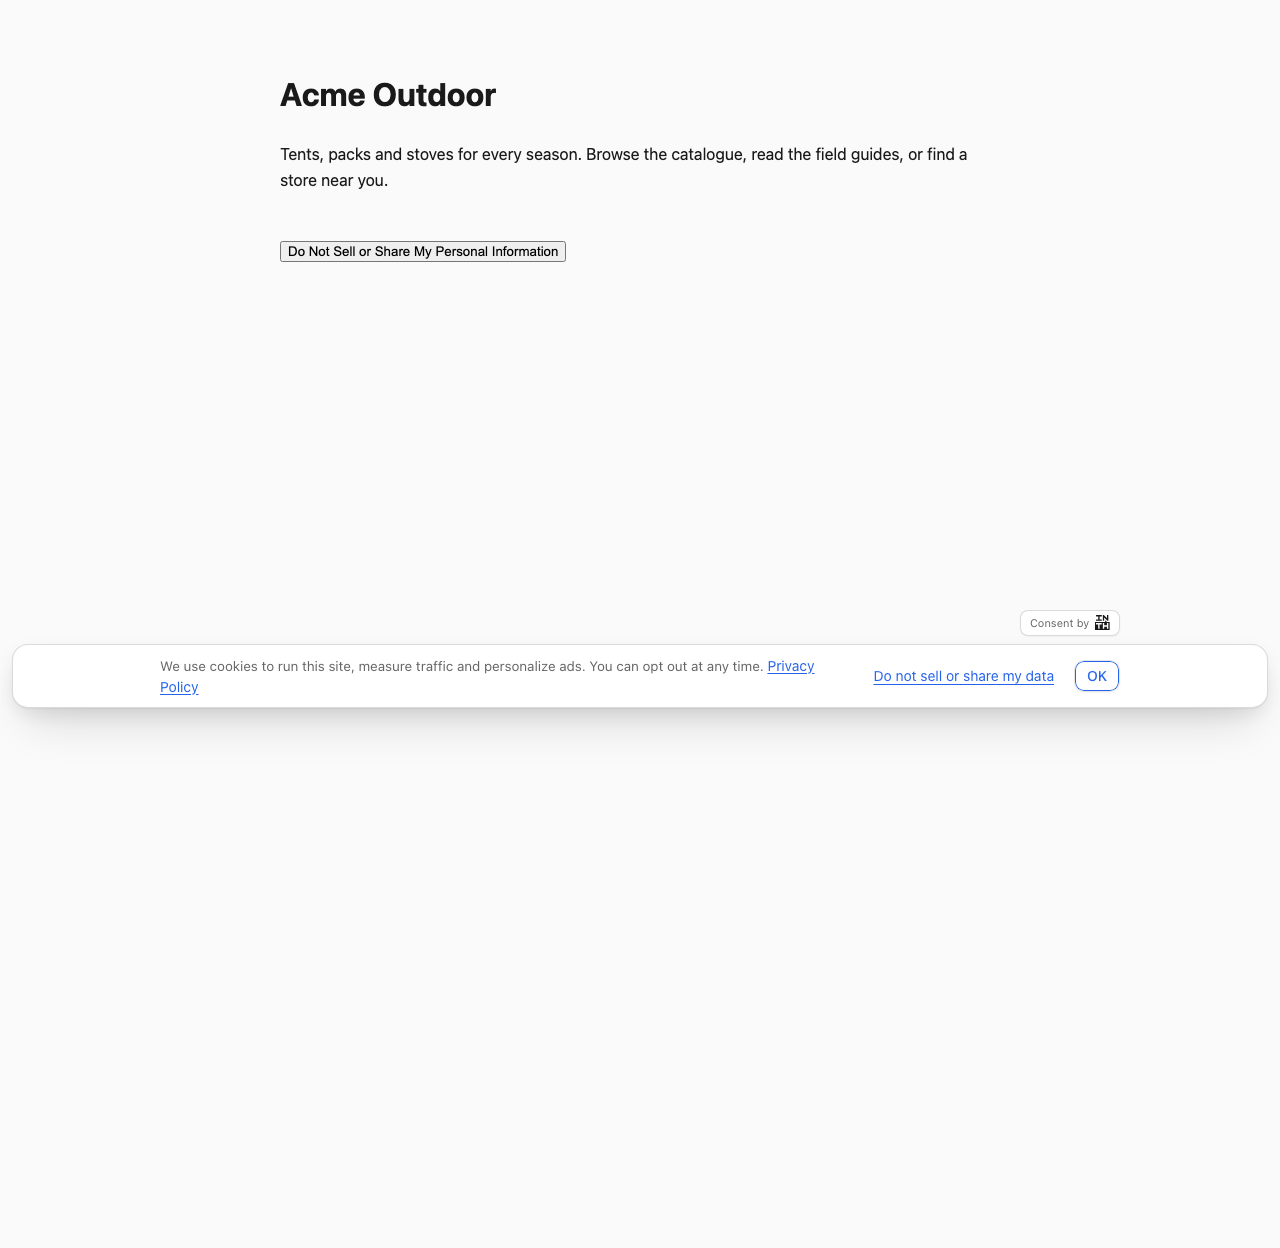 Acme Outdoor
Tents, packs and stoves for every season. Browse the catalogue, read the field guides, or find a
store near you.
Do Not Sell or Share My Personal Information
Consent by INTH
We use cookies to run this site, measure traffic and personalize ads. You can opt out at any time. Privacy
Policy
Do not sell or share my data
OK